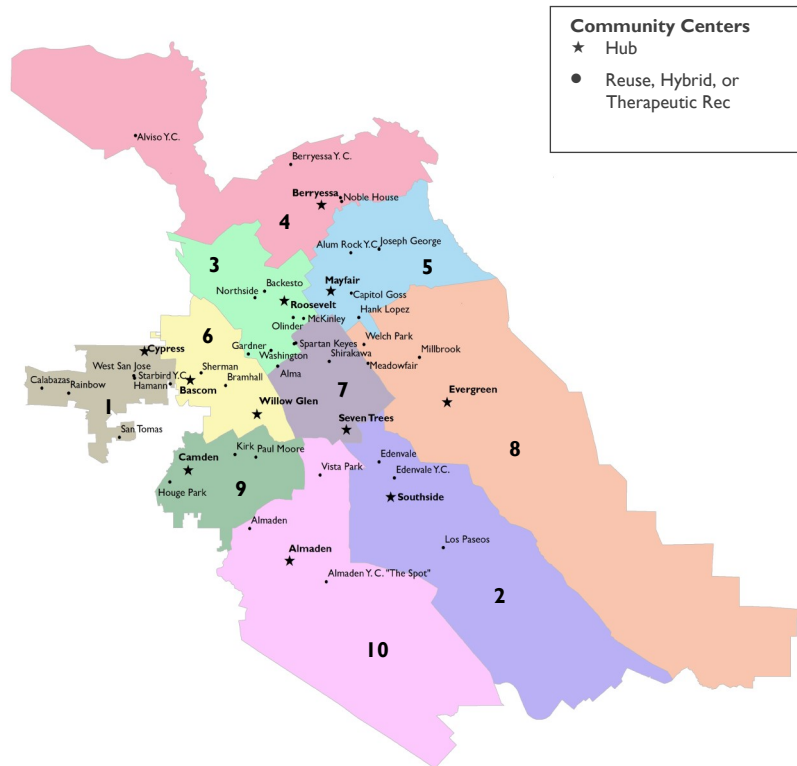 Community Centers
Hub
Reuse, Hybrid, or
Therapeutic Rec
Alviso Y.C.
Berryessa Y. C.
Berryessa
Noble House
4
Alum Rock Y.C.
Joseph George
3
5
Mayfair
Backesto
Northside
Capitol Goss
Roosevelt
Hank Lopez
Olinder
McKinley
6
Welch Park
Spartan Keyes
Cypress
Gardner
Washington
Shirakawa
Millbrook
West San Jose
Sherman
Alma
Meadowfair
Starbird Y.C.
Calabazas
Hamann
Bramhall
Rainbow
Bascom
7
Evergreen
1
Willow Glen
Seven Trees
San Tomas
8
Kirk
Paul Moore
Camden
Edenvale
Vista Park
Edenvale Y.C.
9
Houge Park
Southside
Almaden
Los Paseos
Almaden
Almaden Y. C. "The Spot"
2
10